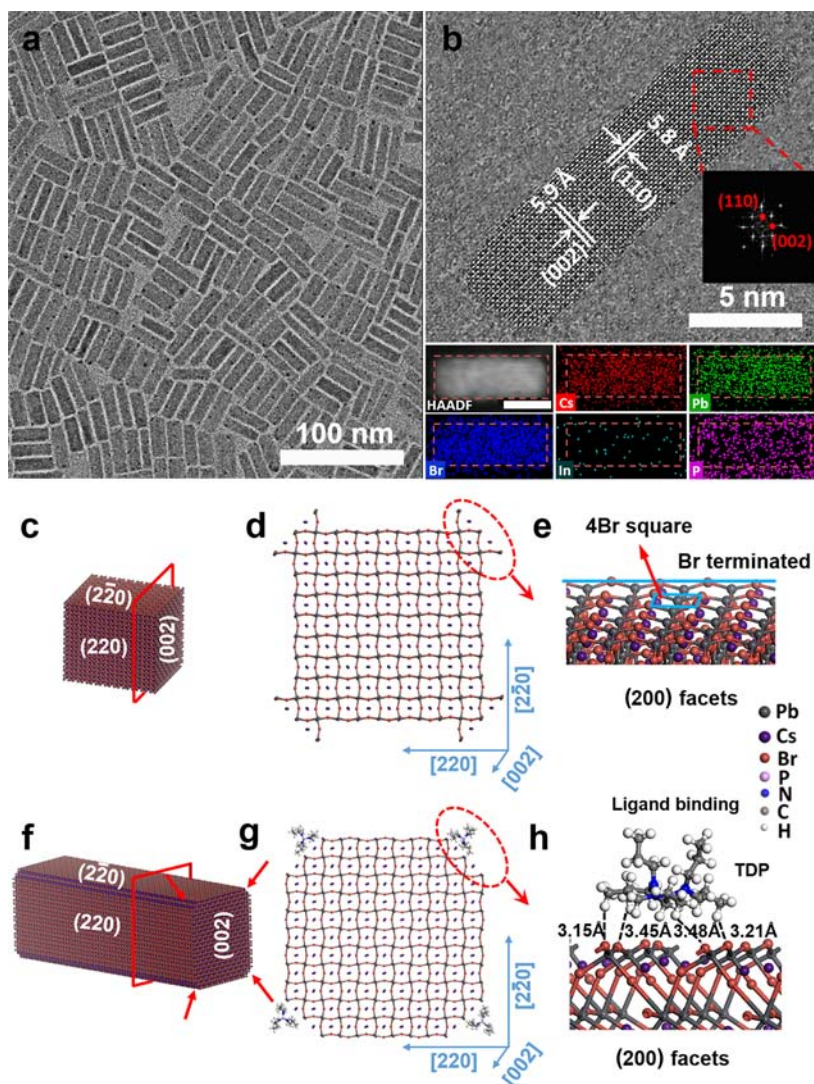 a
100 nm
b
5.8 Å
(110)
5.9 Å
(002)
(110)
(002)
5 nm
HAADF
Cs
Pb
Br
In
P
c
(22̄0)
(220)
(002)
d
[22̄0]
[220]
[002]
e
4Br square
Br terminated
(200) facets
Pb
Cs
Br
P
N
C
H
f
(22̄0)
(220)
(002)
g
[22̄0]
[220]
[002]
h
Ligand binding
TDP
3.15Å
3.45Å
3.48Å
3.21Å
(200) facets